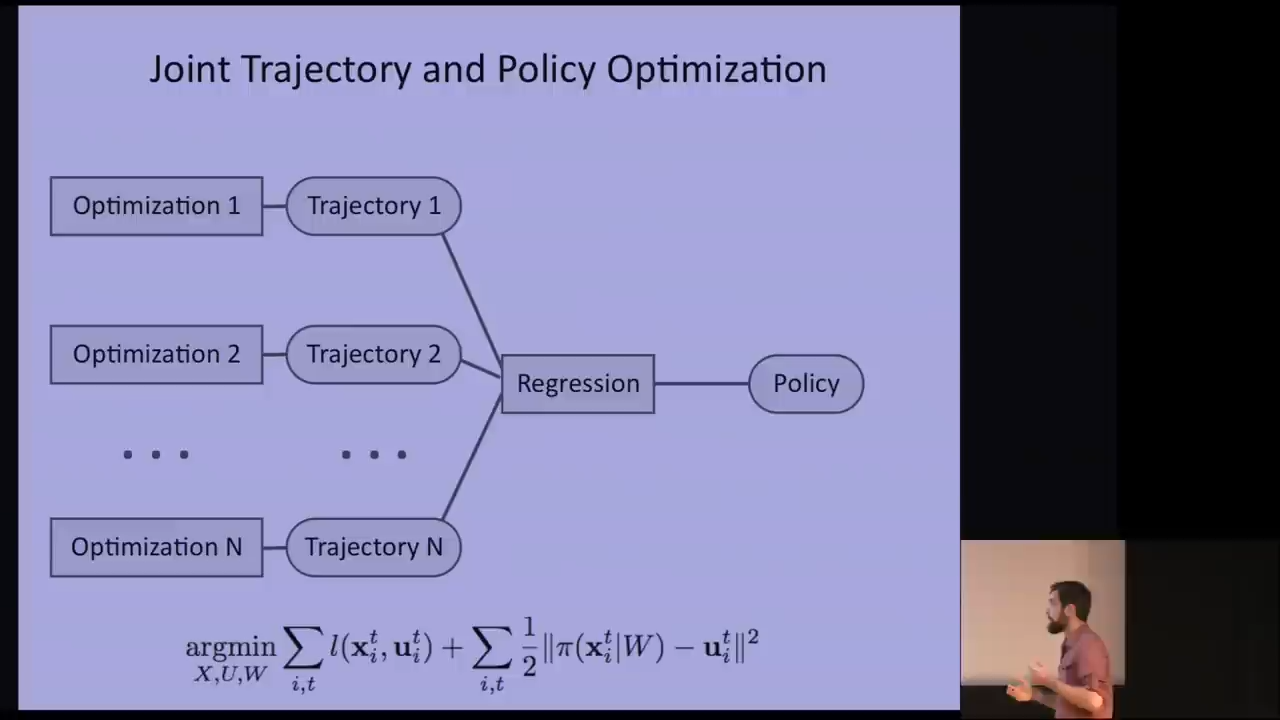 Joint Trajectory and Policy Optimization
Optimization 1
Trajectory 1
Optimization 2
Trajectory 2
Regression
Policy
. . .
. . .
Optimization N
Trajectory N
argmin_{X,U,W} ∑_{i,t} l(x_i^t, u_i^t) + ∑_{i,t} 1/2 ‖π(x_i^t|W) − u_i^t‖²